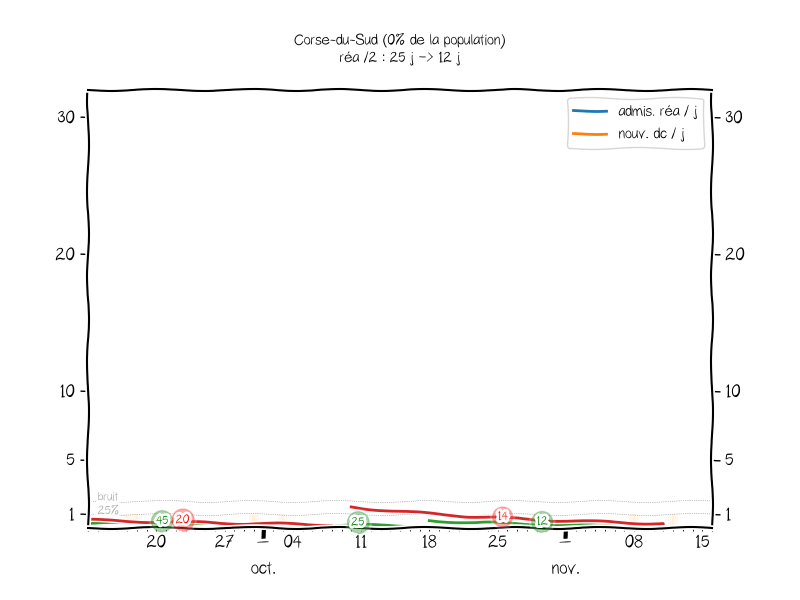 Corse-du-Sud (0% de la population)
réa /2 : 25 j -> 12 j
admis. réa / j
nouv. dc / j
30 30
20 20
10 10
5 5
bruit
25%
1 1
45 20 25 14 12
20 27 04 11 18 25 08 15
oct. nov.